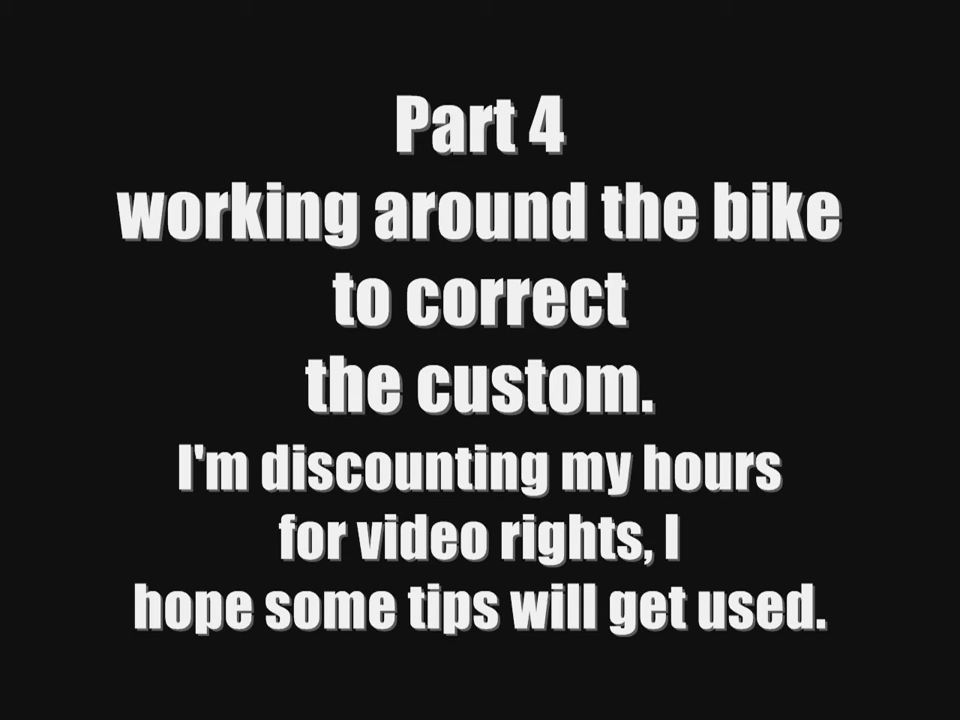 Part 4
working around the bike
to correct
the custom.
I'm discounting my hours
for video rights, I
hope some tips will get used.